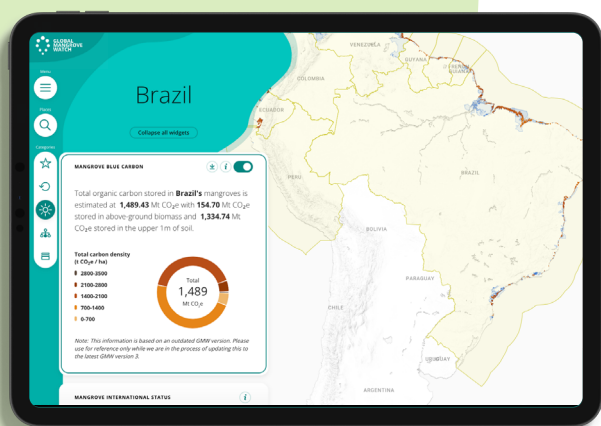 GLOBAL
MANGROVE
WATCH
Menu
Places
Categories
Brazil
Collapse all widgets
MANGROVE BLUE CARBON
i
Total organic carbon stored in Brazil's mangroves is
estimated at 1,489.43 Mt CO₂e with 154.70 Mt CO₂e
stored in above-ground biomass and 1,334.74 Mt
CO₂e stored in the upper 1m of soil.
Total carbon density
(t CO₂e / ha)
2800-3500
2100-2800
1400-2100
700-1400
0-700
Total
1,489
Mt CO₂e
Note: This information is based on an outdated GMW version. Please
use for reference only while we are in the process of updating this to
the latest GMW version 3.
MANGROVE INTERNATIONAL STATUS
i
VENEZUELA
GUYANA
FRENCH
GUIANA
COLOMBIA
ECUADOR
PERU
BRAZIL
BOLIVIA
PARAGUAY
CHILE
URUGUAY
ARGENTINA